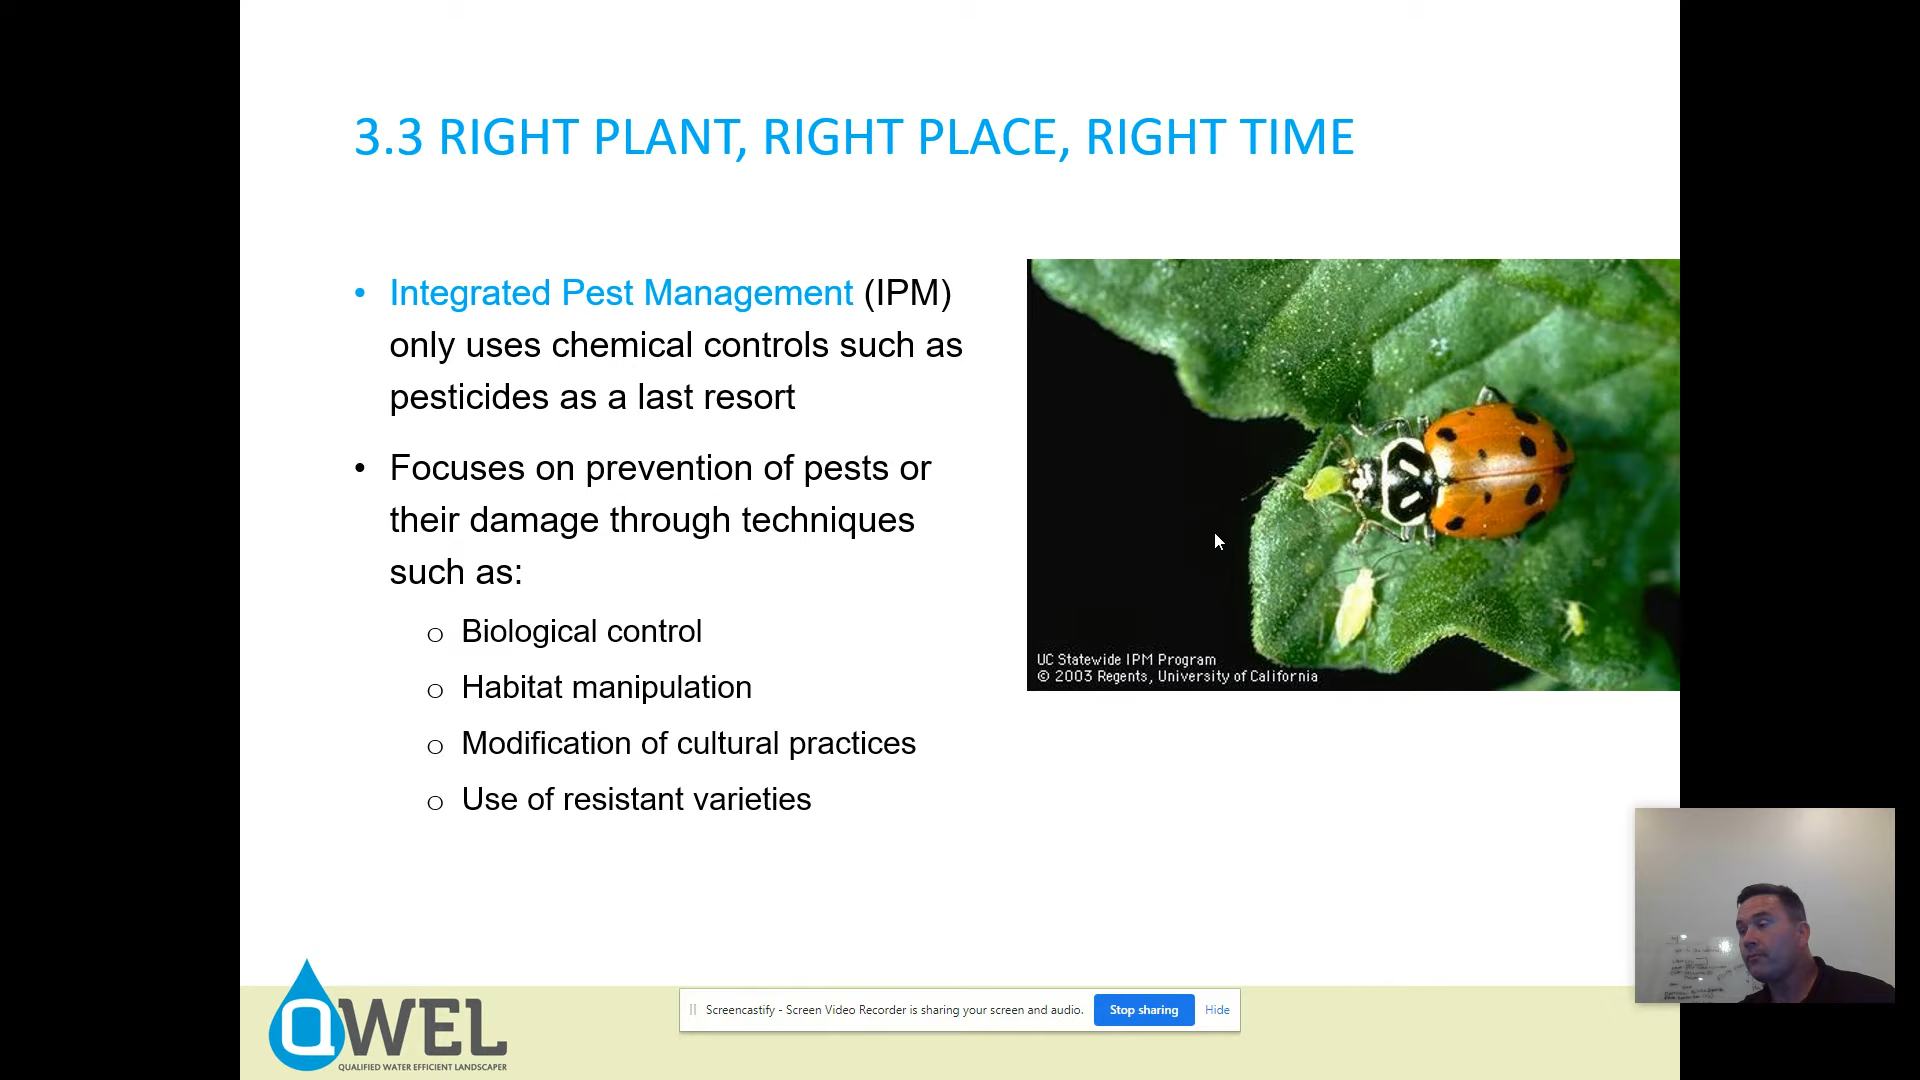 3.3 RIGHT PLANT, RIGHT PLACE, RIGHT TIME
• Integrated Pest Management (IPM)
only uses chemical controls such as
pesticides as a last resort
• Focuses on prevention of pests or
their damage through techniques
such as:
o Biological control
o Habitat manipulation
o Modification of cultural practices
o Use of resistant varieties
UC Statewide IPM Program
© 2003 Regents, University of California
QWEL
QUALIFIED WATER EFFICIENT LANDSCAPER
Screencastify - Screen Video Recorder is sharing your screen and audio.
Stop sharing
Hide